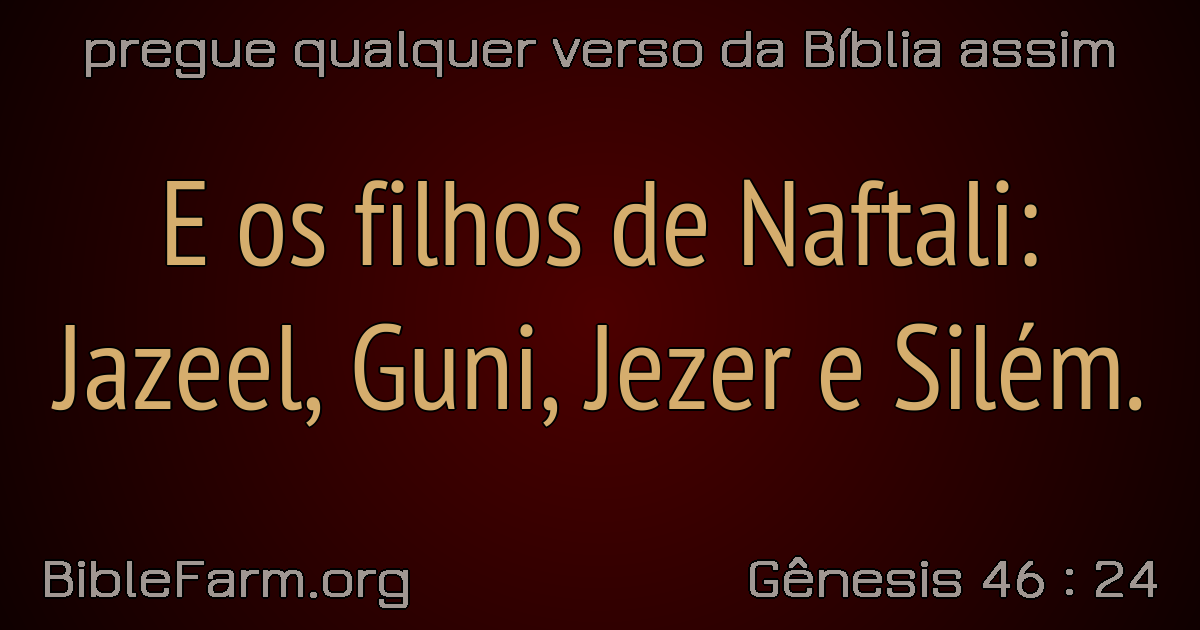 pregue qualquer verso da Bíblia assim
E os filhos de Naftali:
Jazeel, Guni, Jezer e Silém.
BibleFarm.org
Gênesis 46 : 24